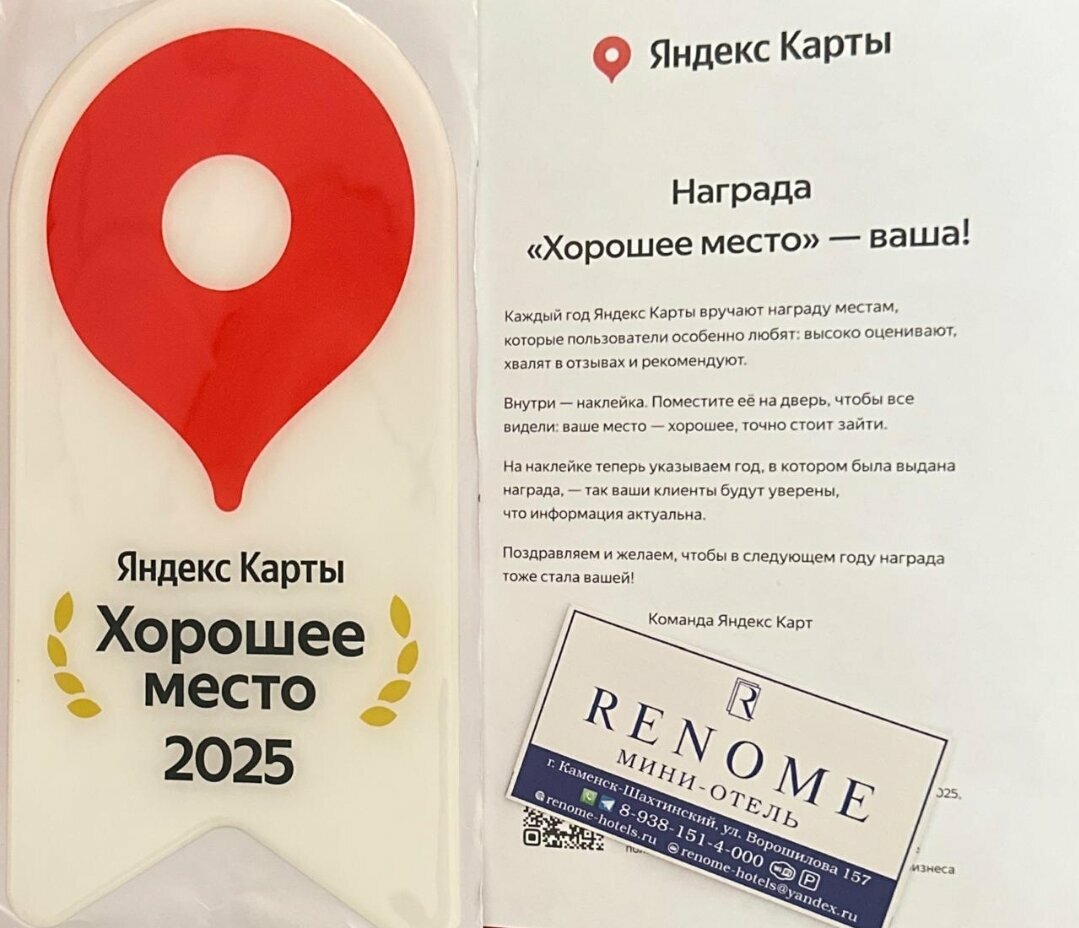 Яндекс Карты
Хорошее
место
2025
Яндекс Карты
Награда
«Хорошее место» — ваша!
Каждый год Яндекс Карты вручают награду местам,
которые пользователи особенно любят: высоко оценивают,
хвалят в отзывах и рекомендуют.
Внутри — наклейка. Поместите её на дверь, чтобы все
видели: ваше место — хорошее, точно стоит зайти.
На наклейке теперь указываем год, в котором была выдана
награда, — так ваши клиенты будут уверены,
что информация актуальна.
Поздравляем и желаем, чтобы в следующем году награда
тоже стала вашей!
Команда Яндекс Карт
R
RENOME
МИНИ-ОТЕЛЬ
г. Каменск-Шахтинский, ул. Ворошилова 157
8-938-151-4-000 Wi Fi P
renome-hotels.ru renome-hotels@yandex.ru